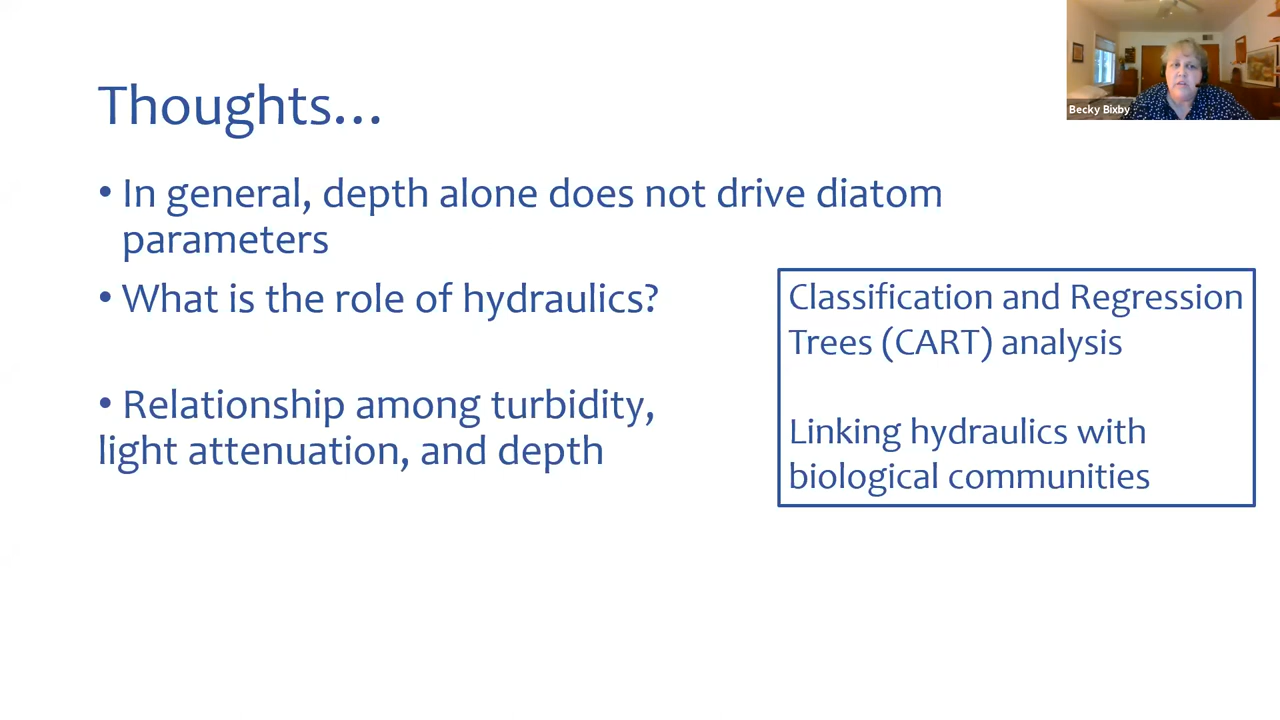 Becky Bixby
Thoughts…
• In general, depth alone does not drive diatom
parameters
• What is the role of hydraulics?
• Relationship among turbidity,
light attenuation, and depth
Classification and Regression
Trees (CART) analysis
Linking hydraulics with
biological communities